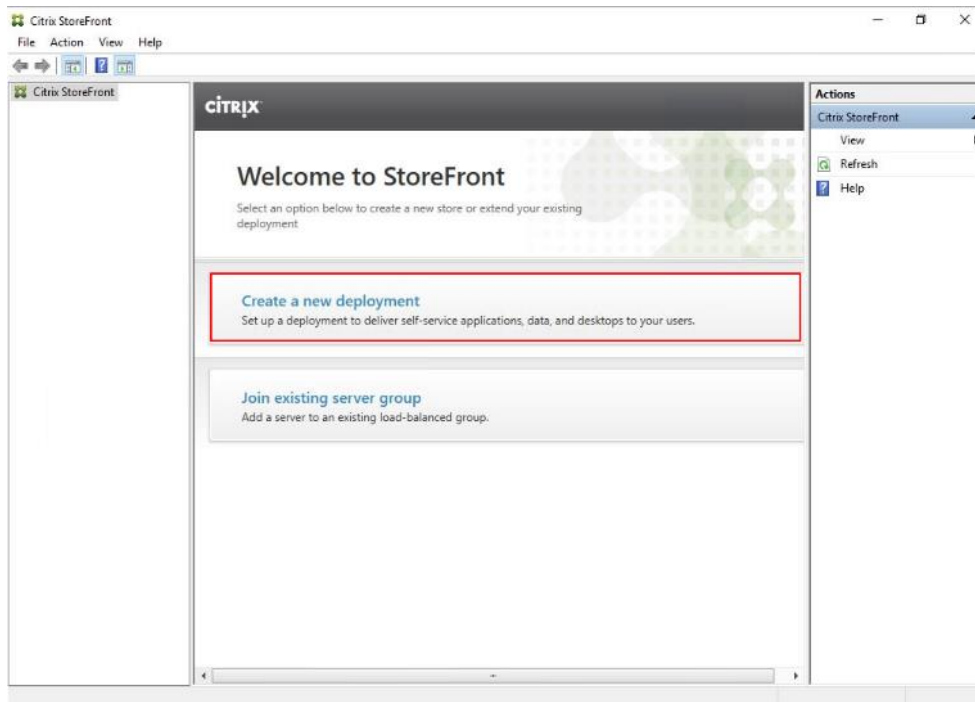 Citrix StoreFront
File Action View Help
Citrix StoreFront
CİTRIX
Welcome to StoreFront
Select an option below to create a new store or extend your existing
deployment
Create a new deployment
Set up a deployment to deliver self-service applications, data, and desktops to your users.
Join existing server group
Add a server to an existing load-balanced group.
Actions
Citrix StoreFront
View
Refresh
Help